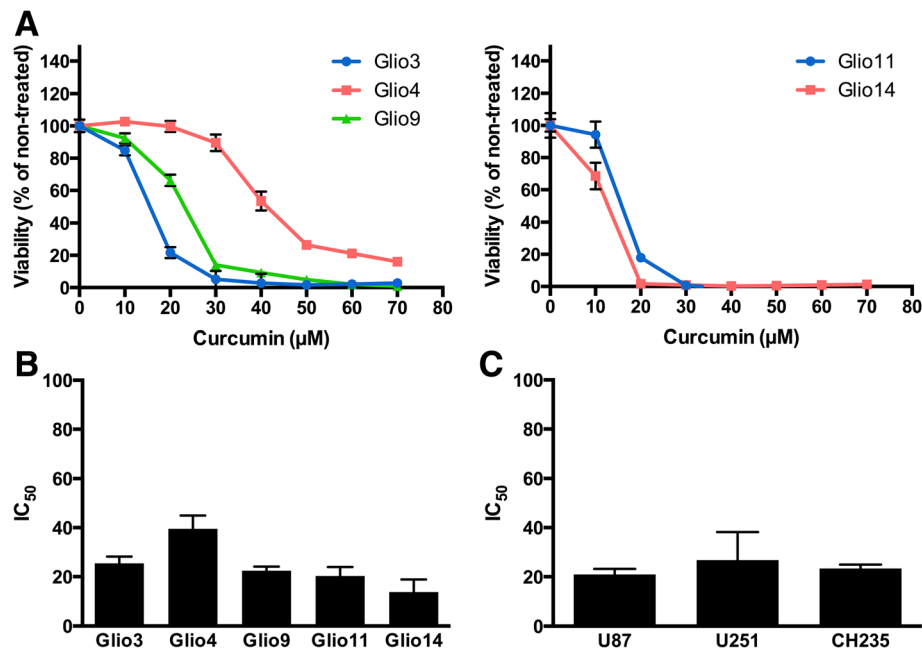 A
Viability (% of non-treated)
140
120
100
80
60
40
20
0
0 10 20 30 40 50 60 70 80
Curcumin (µM)
Glio3
Glio4
Glio9
Viability (% of non-treated)
140
120
100
80
60
40
20
0
0 10 20 30 40 50 60 70 80
Curcumin (µM)
Glio11
Glio14
B
IC50
100
80
60
40
20
0
Glio3 Glio4 Glio9 Glio11 Glio14
C
IC50
100
80
60
40
20
0
U87 U251 CH235